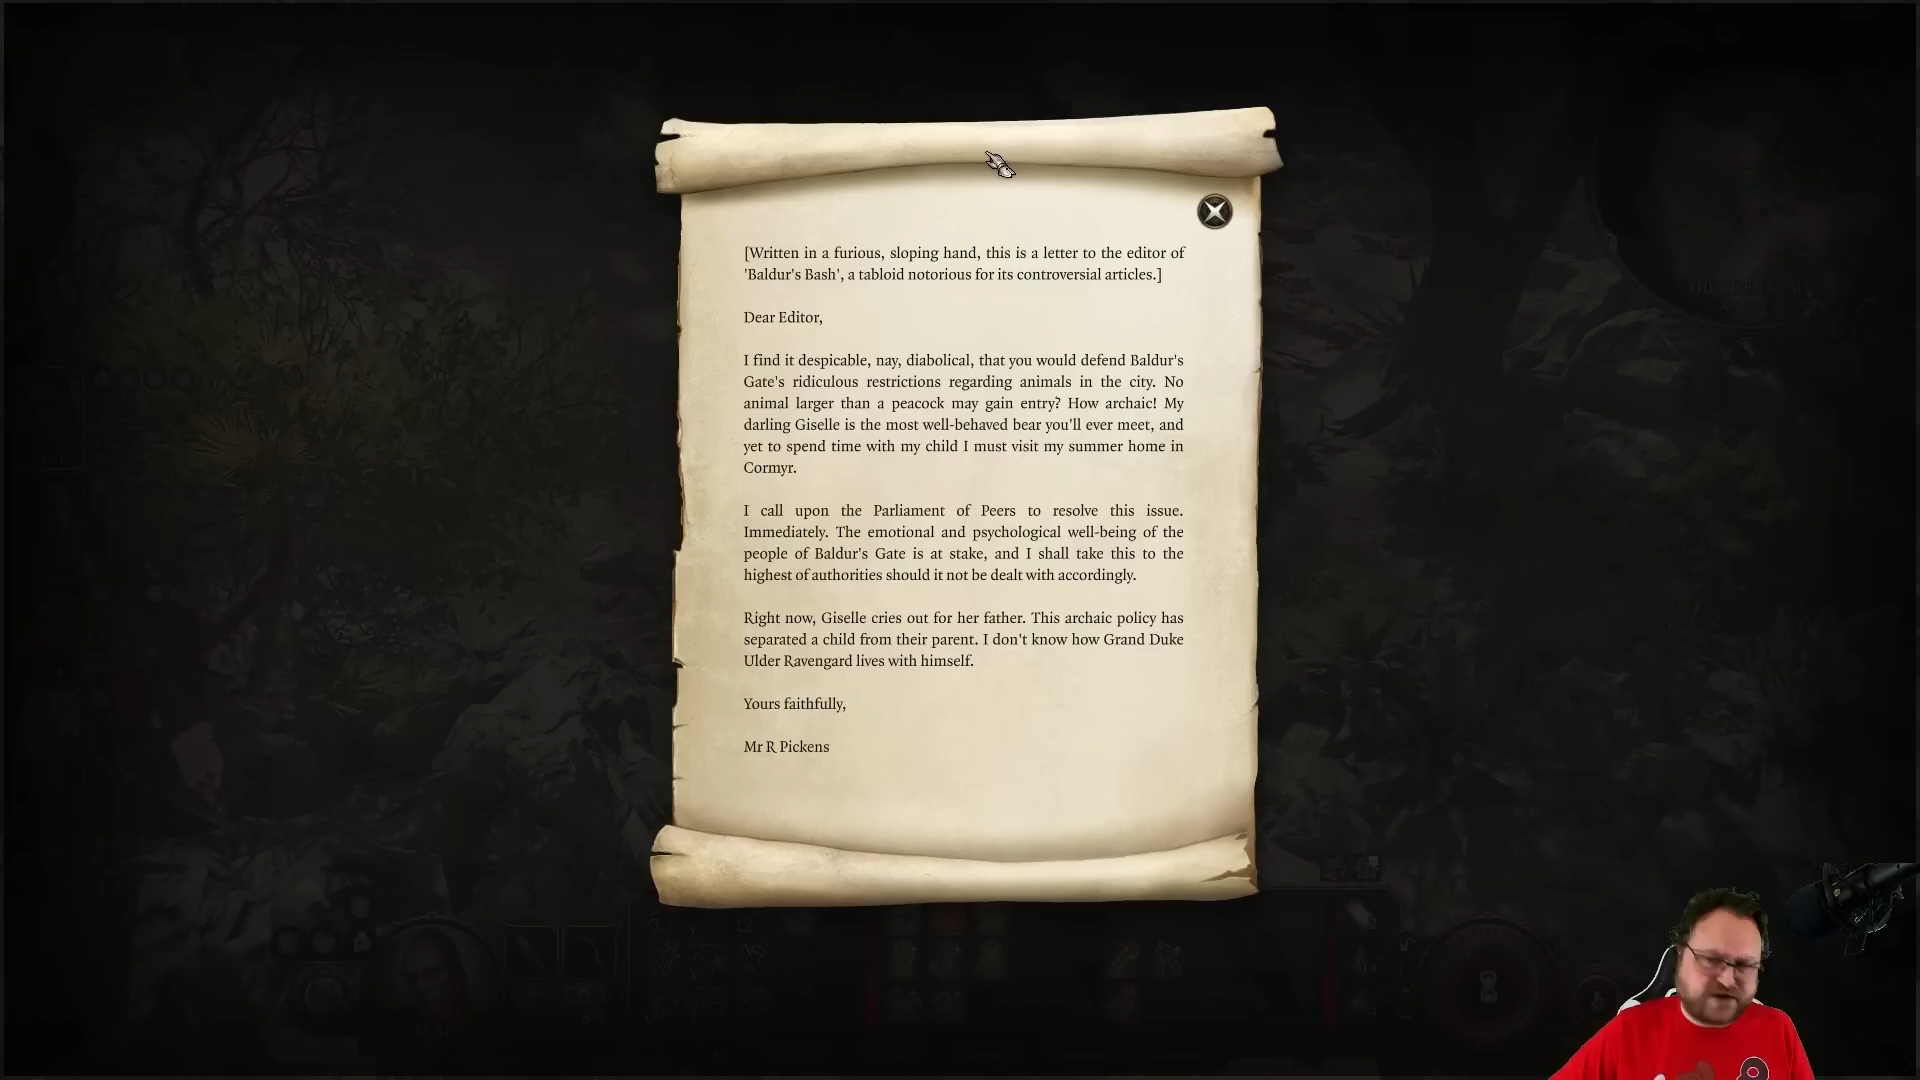 [Written in a furious, sloping hand, this is a letter to the editor of
'Baldur's Bash', a tabloid notorious for its controversial articles.]
Dear Editor,
I find it despicable, nay, diabolical, that you would defend Baldur's
Gate's ridiculous restrictions regarding animals in the city. No
animal larger than a peacock may gain entry? How archaic! My
darling Giselle is the most well-behaved bear you'll ever meet, and
yet to spend time with my child I must visit my summer home in
Cormyr.
I call upon the Parliament of Peers to resolve this issue.
Immediately. The emotional and psychological well-being of the
people of Baldur's Gate is at stake, and I shall take this to the
highest of authorities should it not be dealt with accordingly.
Right now, Giselle cries out for her father. This archaic policy has
separated a child from their parent. I don't know how Grand Duke
Ulder Ravengard lives with himself.
Yours faithfully,
Mr R Pickens
THE RISEN ROAD